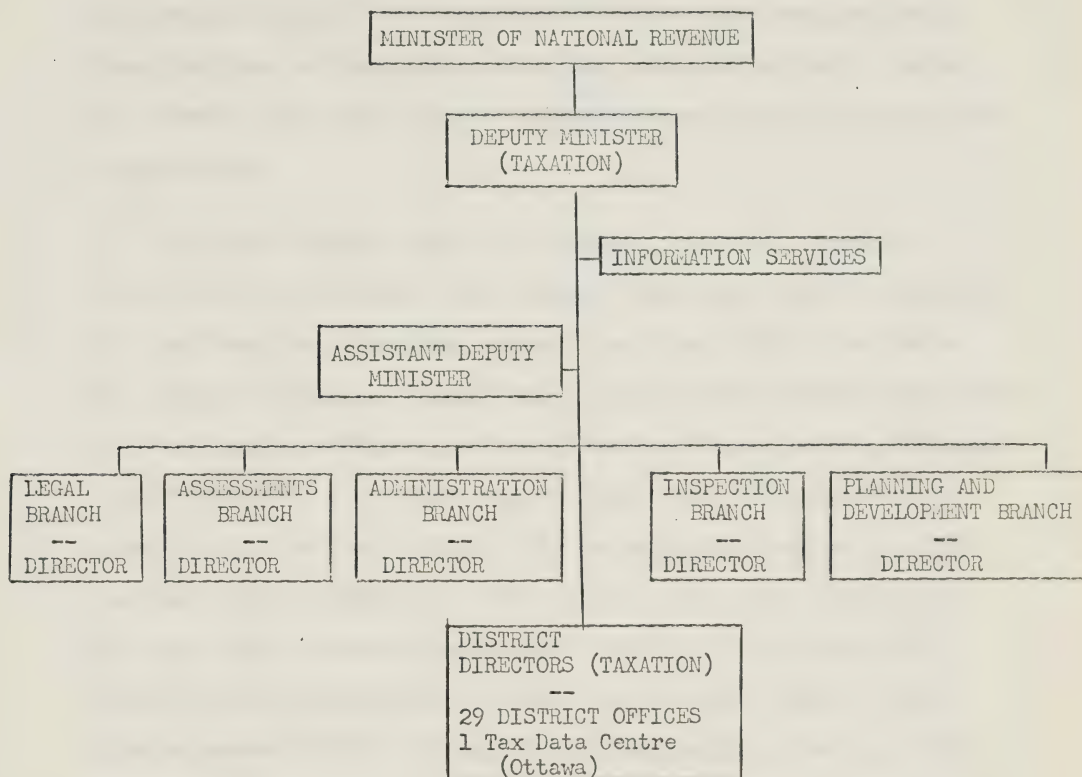 MINISTER OF NATIONAL REVENUE
DEPUTY MINISTER
(TAXATION)
INFORMATION SERVICES
ASSISTANT DEPUTY
MINISTER
LEGAL
BRANCH
--
DIRECTOR
ASSESSMENTS
BRANCH
--
DIRECTOR
ADMINISTRATION
BRANCH
--
DIRECTOR
INSPECTION
BRANCH
--
DIRECTOR
PLANNING AND
DEVELOPMENT BRANCH
--
DIRECTOR
DISTRICT
DIRECTORS (TAXATION)
--
29 DISTRICT OFFICES
1 Tax Data Centre
(Ottawa)